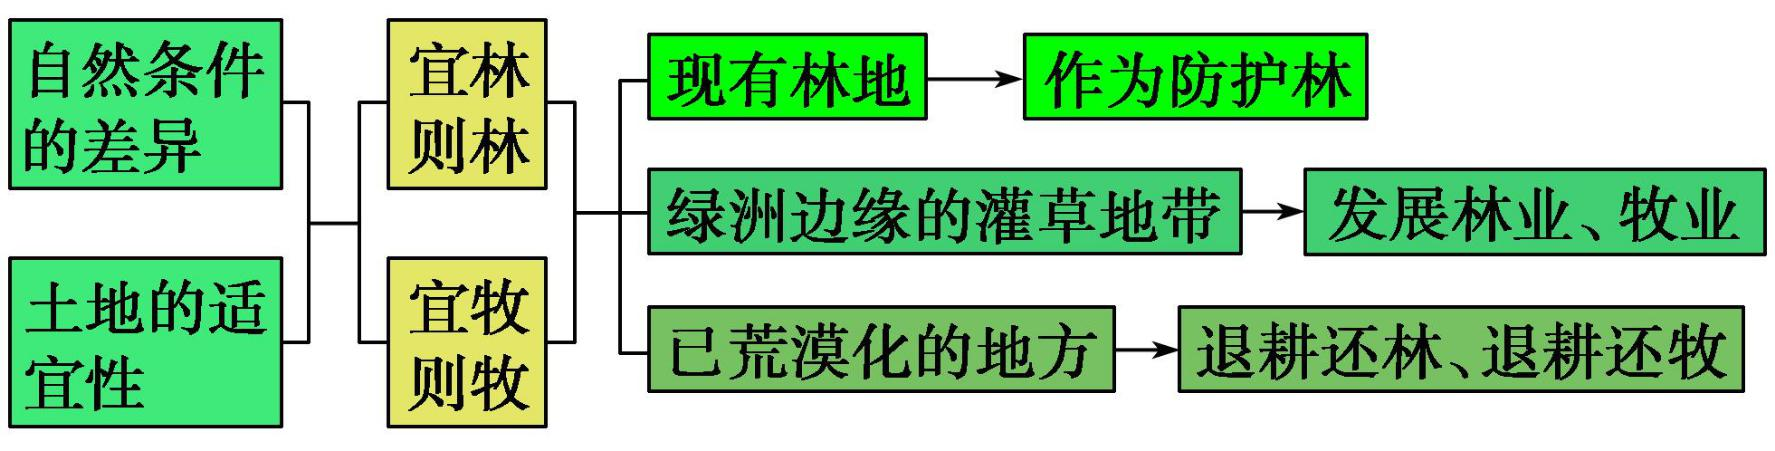 自然条件
的差异
土地的适
宜性
宜林
则林
宜牧
则牧
现有林地
作为防护林
绿洲边缘的灌草地带
发展林业、牧业
已荒漠化的地方
退耕还林、退耕还牧